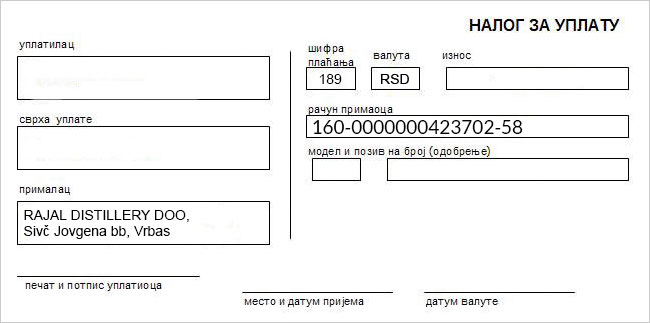 НАЛОГ ЗА УПЛАТУ
уплатилац
сврха уплате
прималац
RAJAL DISTILLERY DOO,
Sivč Jovgena bb, Vrbas
печат и потпис уплатиоца
шифра
плаћања
валута
износ
189
RSD
рачун примаоца
160-0000000423702-58
модел и позив на број (одобрење)
место и датум пријема
датум валуте